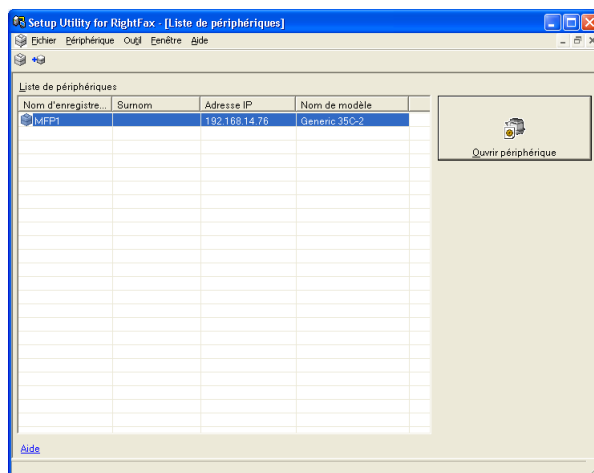 Setup Utility for RightFax - [Liste de périphériques]
Fichier Périphérique Outil Fenêtre Aide
Liste de périphériques
Nom d'enregistre... Surnom Adresse IP Nom de modèle
MFP1 192.168.14.76 Generic 35C-2
Ouvrir périphérique
Aide